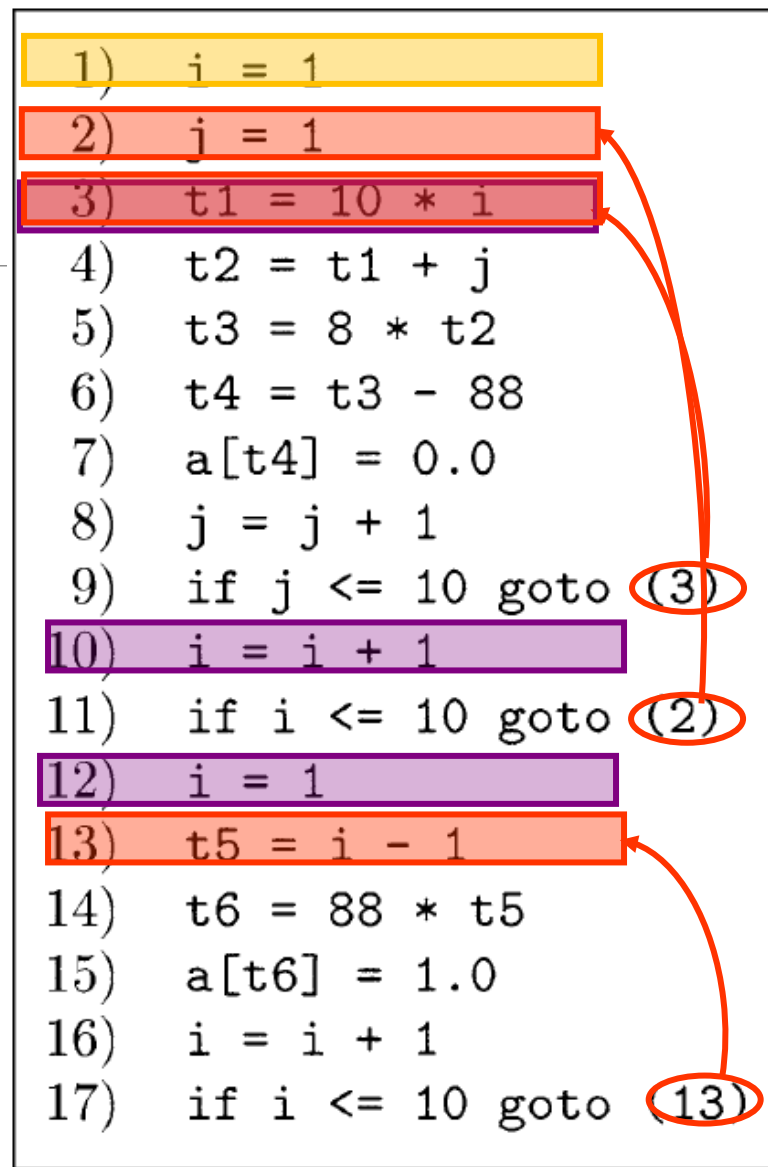 1) i = 1
2) j = 1
3) t1 = 10 * i
4) t2 = t1 + j
5) t3 = 8 * t2
6) t4 = t3 - 88
7) a[t4] = 0.0
8) j = j + 1
9) if j <= 10 goto (3)
10) i = i + 1
11) if i <= 10 goto (2)
12) i = 1
13) t5 = i - 1
14) t6 = 88 * t5
15) a[t6] = 1.0
16) i = i + 1
17) if i <= 10 goto (13)